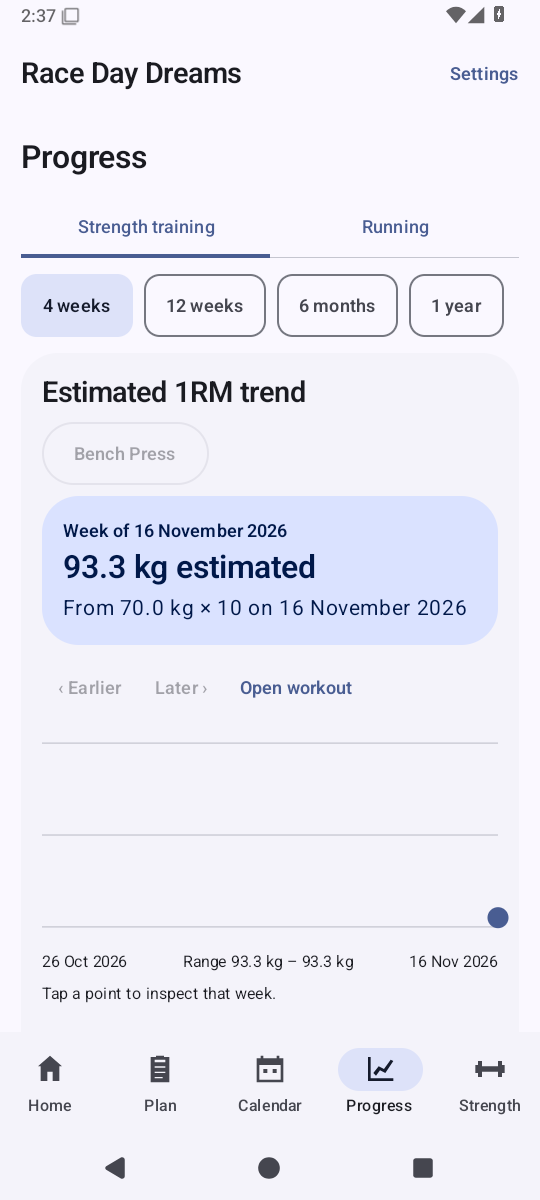 2:37
Race Day Dreams
Settings
Progress
Strength training
Running
4 weeks
12 weeks
6 months
1 year
Estimated 1RM trend
Bench Press
Week of 16 November 2026
93.3 kg estimated
From 70.0 kg × 10 on 16 November 2026
‹ Earlier
Later ›
Open workout
26 Oct 2026
Range 93.3 kg – 93.3 kg
16 Nov 2026
Tap a point to inspect that week.
Home
Plan
Calendar
Progress
Strength